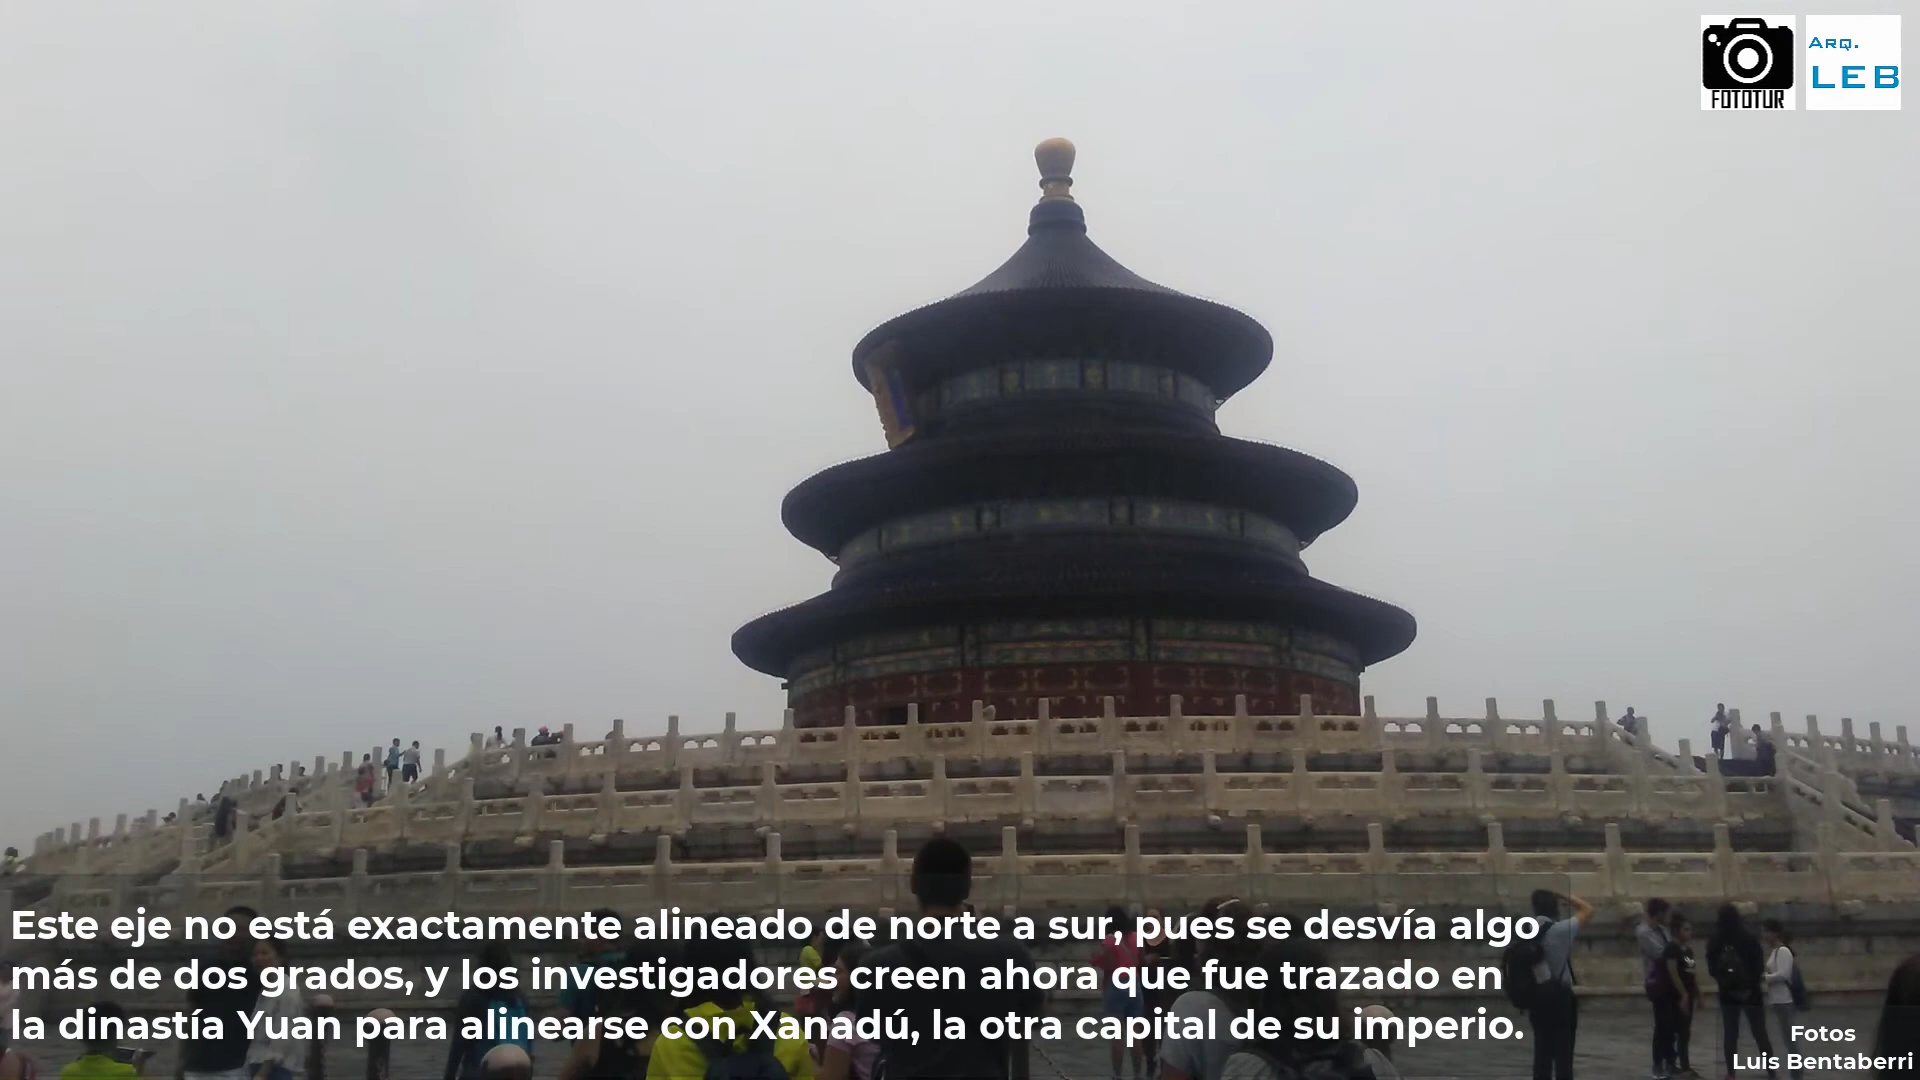 FOTOTUR
ARQ.
LEB
Este eje no está exactamente alineado de norte a sur, pues se desvía algo
más de dos grados, y los investigadores creen ahora que fue trazado en
la dinastía Yuan para alinearse con Xanadú, la otra capital de su imperio.
Fotos
Luis Bentaberri